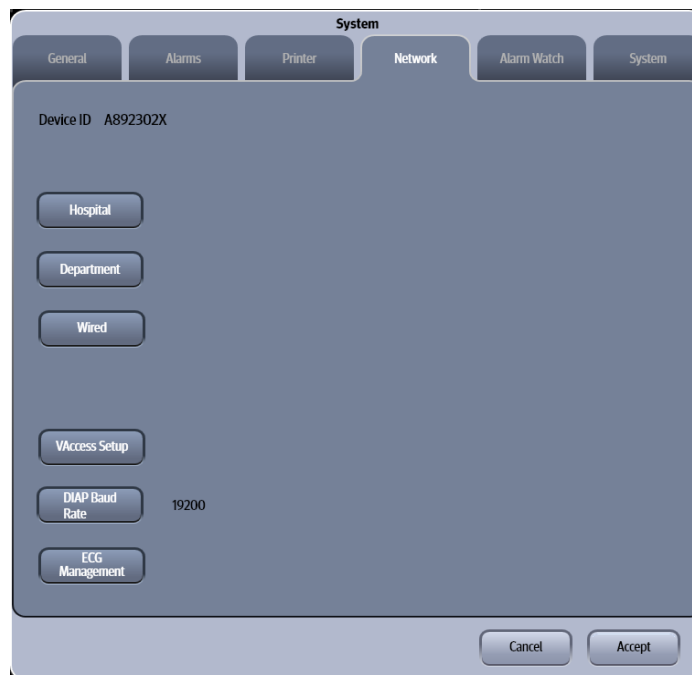 System
General Alarms Printer Network Alarm Watch System
Device ID A892302X
Hospital
Department
Wired
VAccess Setup
DIAP Baud
Rate
19200
ECG
Management
Cancel Accept